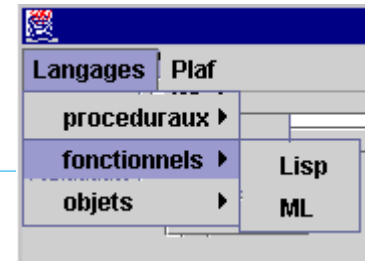 Langages Plaf
proceduraux
fonctionnels
Lisp
objets
ML